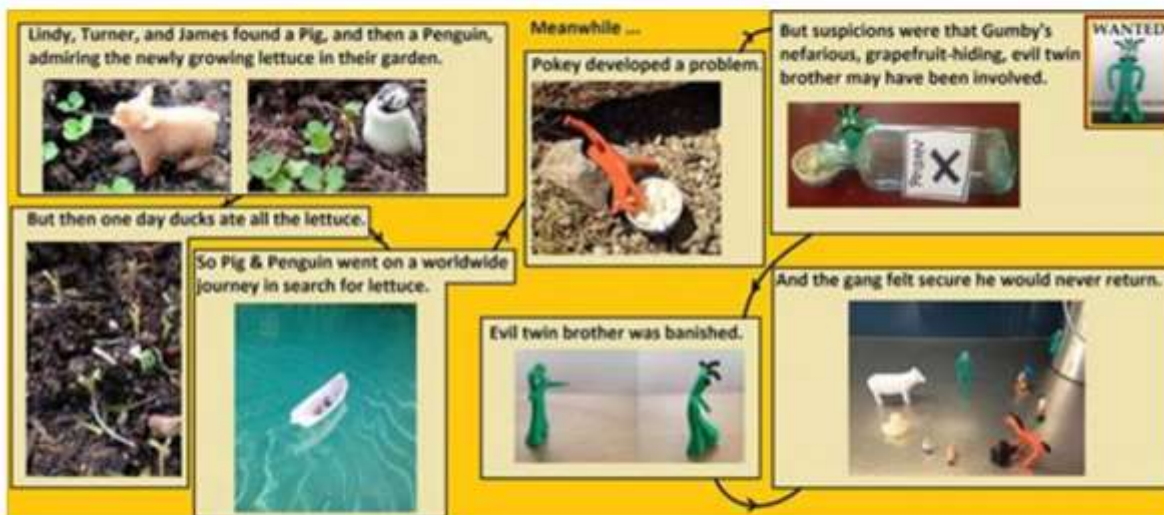 Lindy, Turner, and James found a Pig, and then a Penguin,
admiring the newly growing lettuce in their garden.
But then one day ducks ate all the lettuce.
So Pig & Penguin went on a worldwide
journey in search for lettuce.
Meanwhile ...
Pokey developed a problem.
But suspicions were that Gumby's
nefarious, grapefruit-hiding, evil twin
brother may have been involved.
WANTED
POISON
X
Evil twin brother was banished.
And the gang felt secure he would never return.